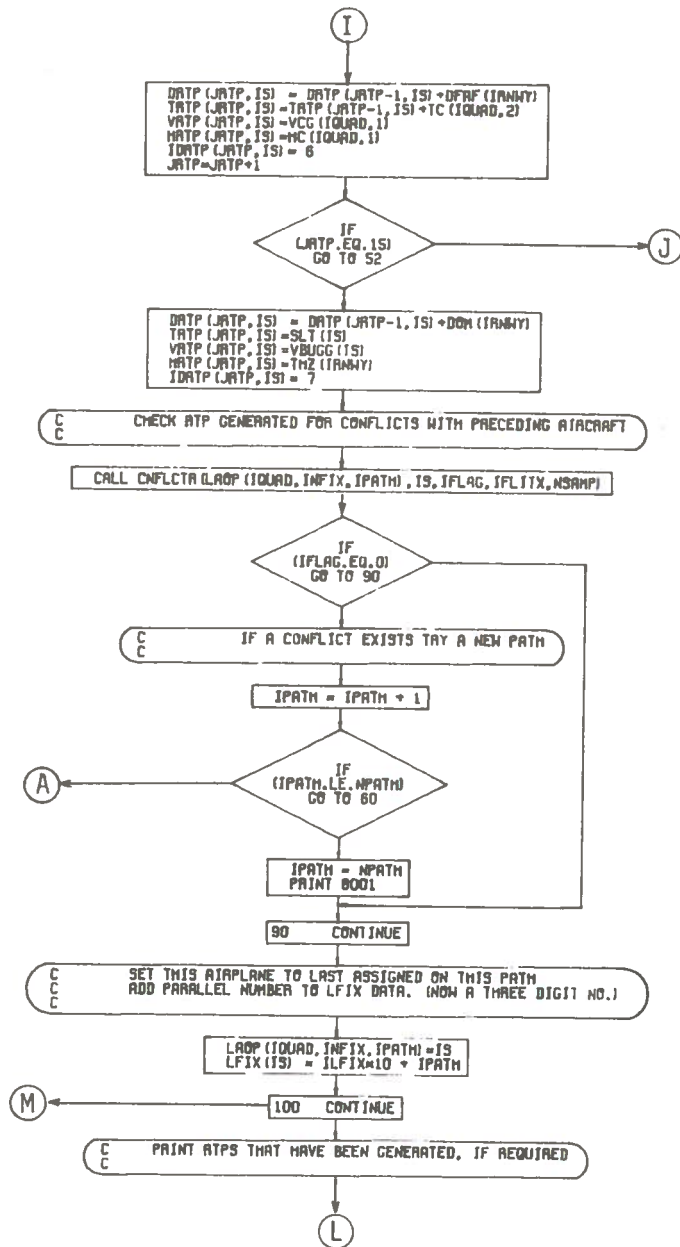 I
DATP(JATP,IS) = DATP(JATP-1,IS)+DFAF(IRNWY)
TATP(JATP,IS)=TATP(JATP-1,IS)+TC(IQUAD,2)
VATP(JATP,IS)=VCG(IQUAD,1)
MATP(JATP,IS)=MC(IQUAD,1)
IDATP(JATP,IS)= 6
JATP=JATP+1
IF
(JATP.EQ.15)
GO TO 52
J
DATP(JATP,IS) = DATP(JATP-1,IS)+DOM(IRNWY)
TATP(JATP,IS)=SLT(IS)
VATP(JATP,IS)=VBUGG(IS)
MATP(JATP,IS)=TMZ(IRNWY)
IDATP(JATP,IS)= 7
C CHECK ATP GENERATED FOR CONFLICTS WITH PRECEDING AIRCRAFT
C
CALL CNFLCTR(LAOP(IQUAD,INFIX,IPATH),IS,IFLAG,IFLITX,NSAMP)
IF
(IFLAG.EQ.0)
GO TO 90
C IF A CONFLICT EXISTS TRY A NEW PATH
C
IPATH = IPATH + 1
IF
(IPATH.LE.NPATH)
GO TO 60
A
IPATH = NPATH
PRINT 8001
90 CONTINUE
C SET THIS AIRPLANE TO LAST ASSIGNED ON THIS PATH
C ADD PARALLEL NUMBER TO LFIX DATA. (NOW A THREE DIGIT NO.)
C
LAOP(IQUAD,INFIX,IPATH)=IS
LFIX(IS) = ILFIX*10 + IPATH
M
100 CONTINUE
C PRINT ATPS THAT HAVE BEEN GENERATED, IF REQUIRED
C
L